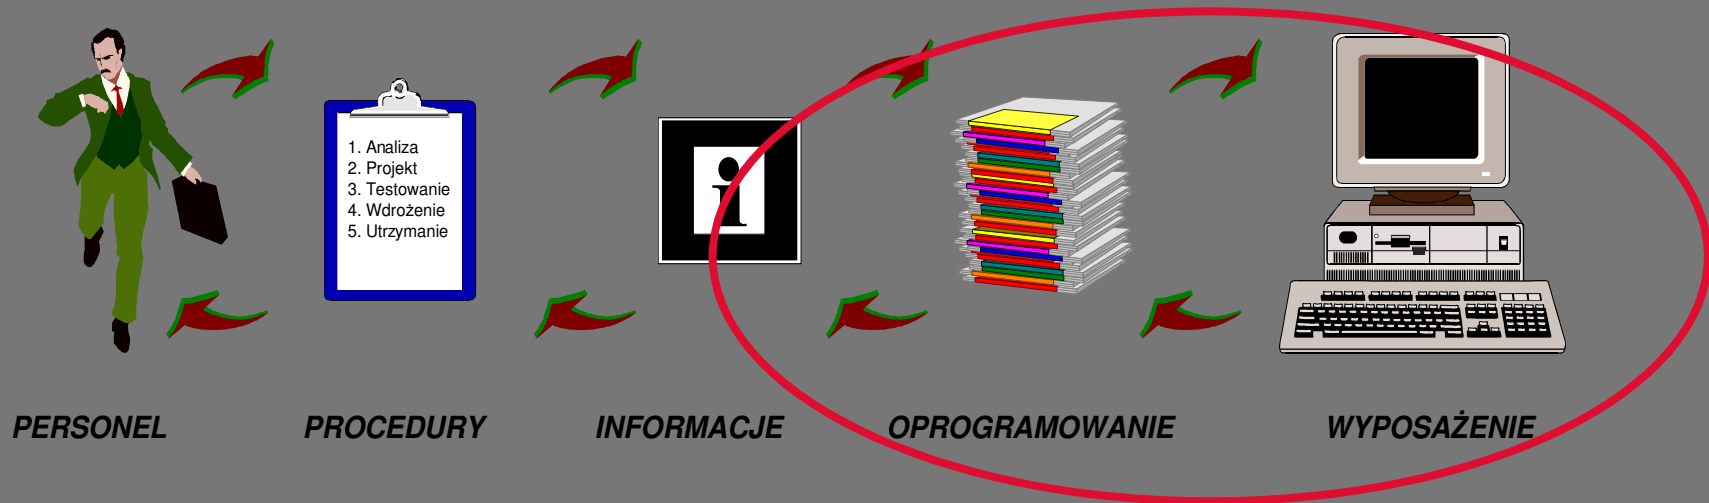 1. Analiza
2. Projekt
3. Testowanie
4. Wdrożenie
5. Utrzymanie
i
PERSONEL PROCEDURY INFORMACJE OPROGRAMOWANIE WYPOSAŻENIE